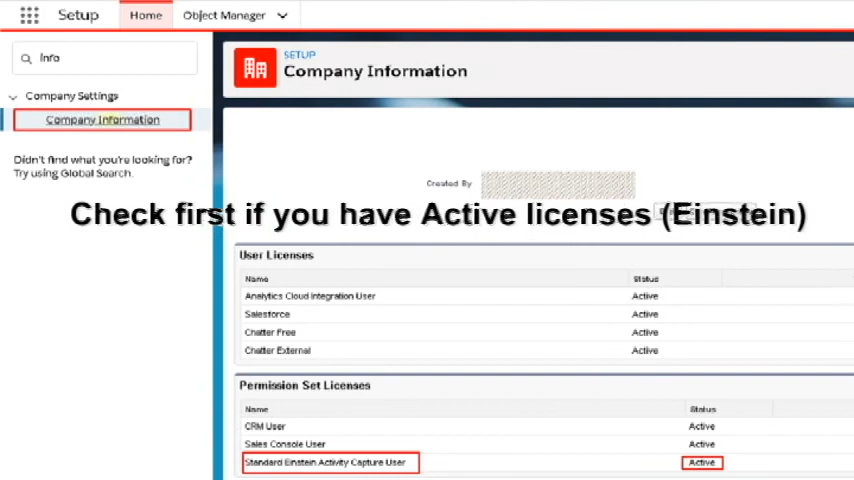 Setup
Home
Object Manager
Info
Company Settings
Company Information
Didn't find what you're looking for?
Try using Global Search.
SETUP
Company Information
Created By
Check first if you have Active licenses (Einstein)
User Licenses
Name Status
Analytics Cloud Integration User Active
Salesforce Active
Chatter Free Active
Chatter External Active
Permission Set Licenses
Name Status
CRM User Active
Sales Console User Active
Standard Einstein Activity Capture User Active